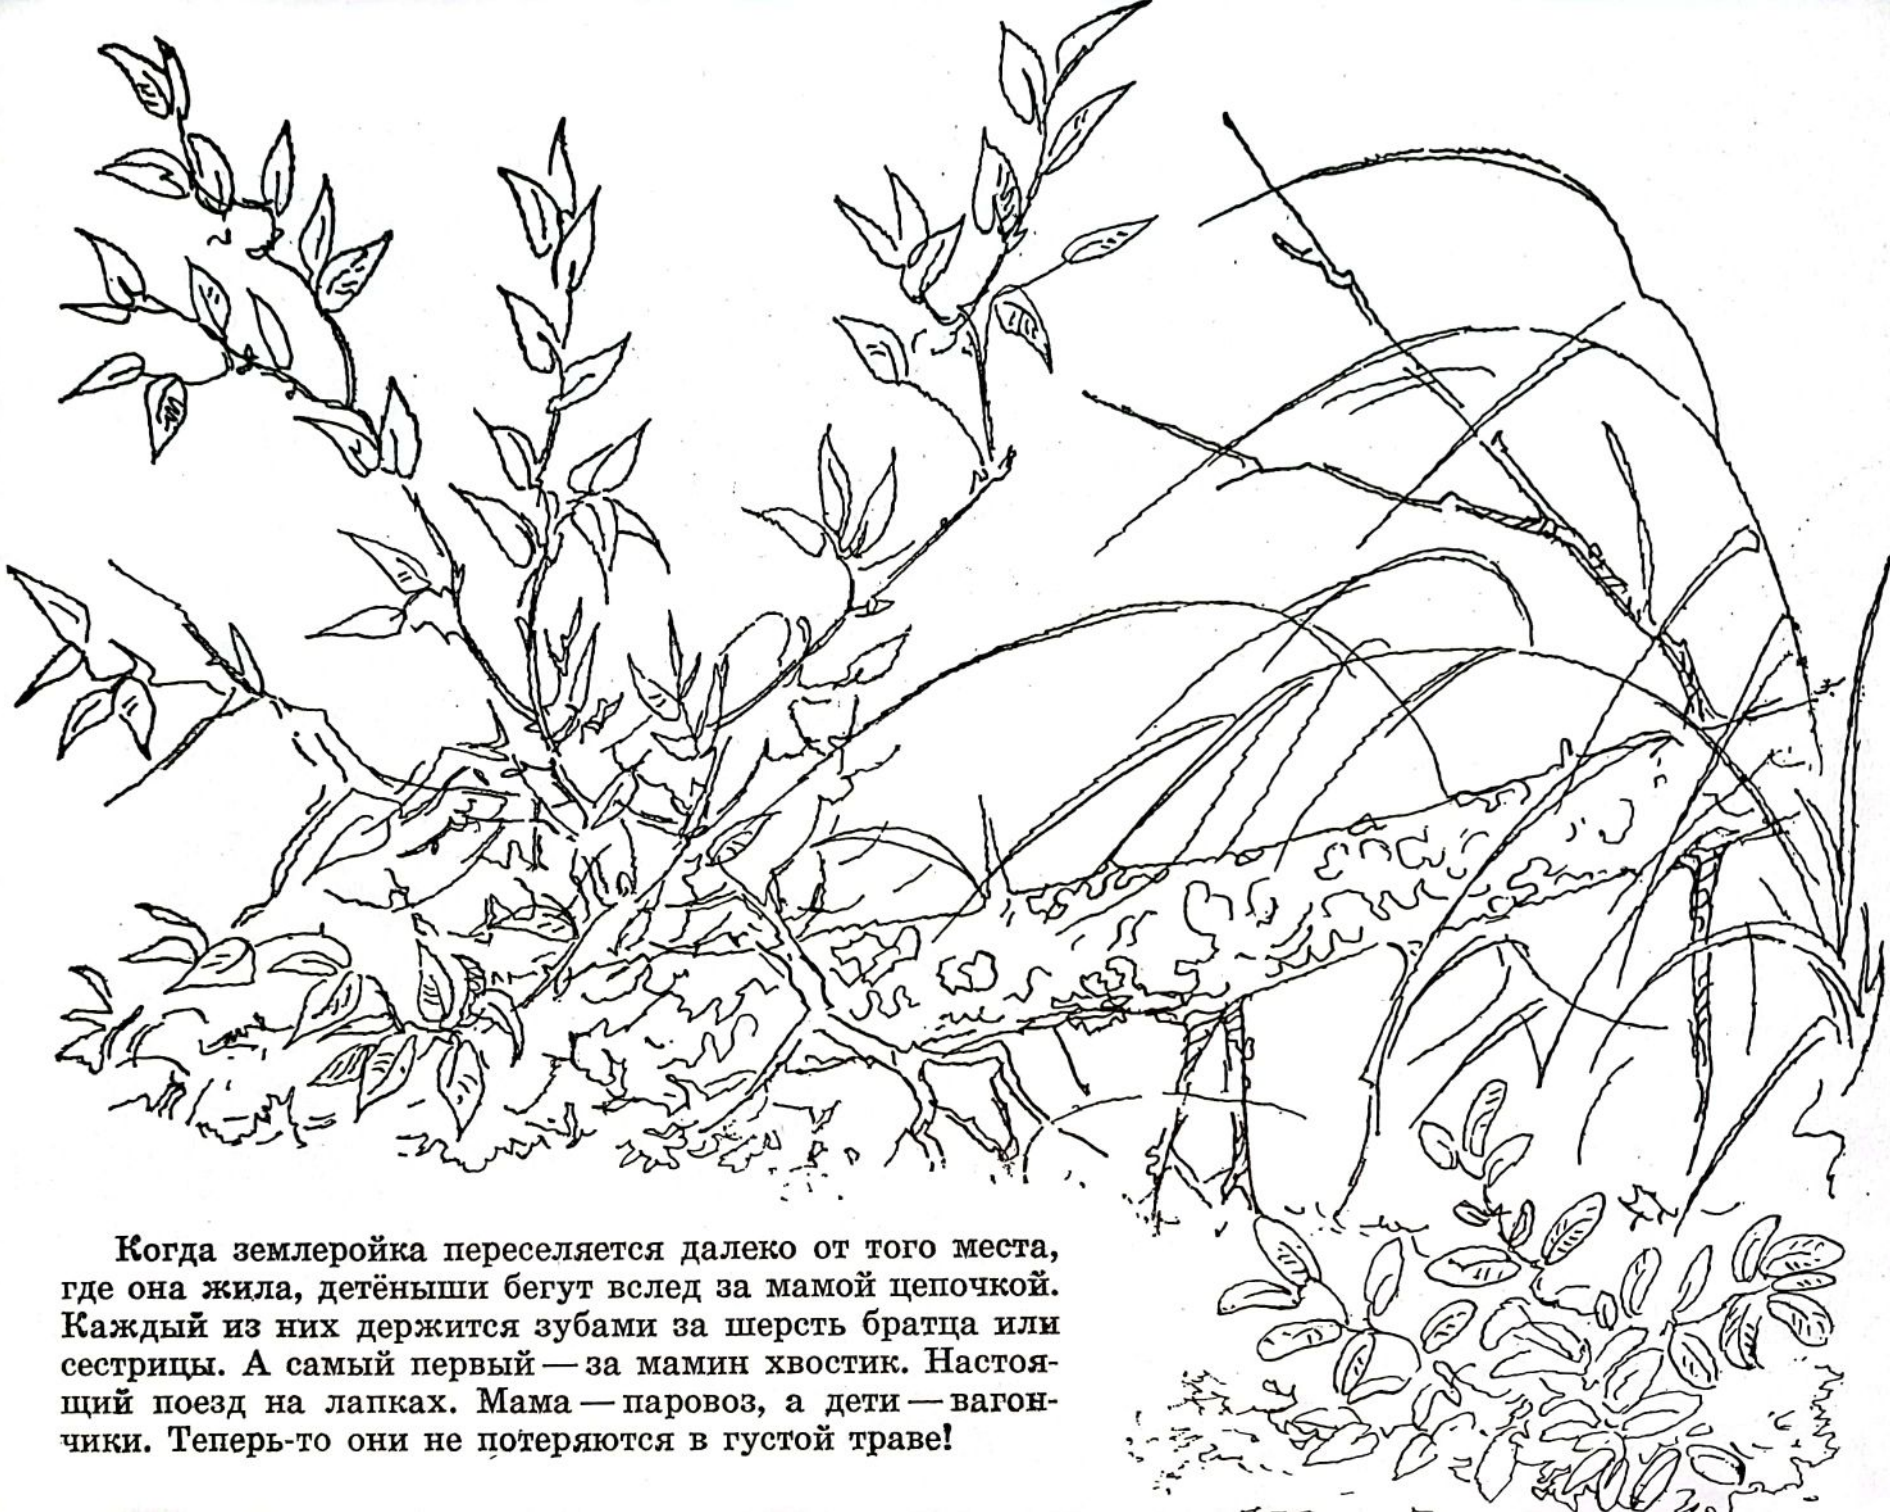 Когда землеройка переселяется далеко от того места,
где она жила, детёныши бегут вслед за мамой цепочкой.
Каждый из них держится зубами за шерсть братца или
сестрицы. А самый первый — за мамин хвостик. Настоя-
щий поезд на лапках. Мама — паровоз, а дети — вагон-
чики. Теперь-то они не потеряются в густой траве!